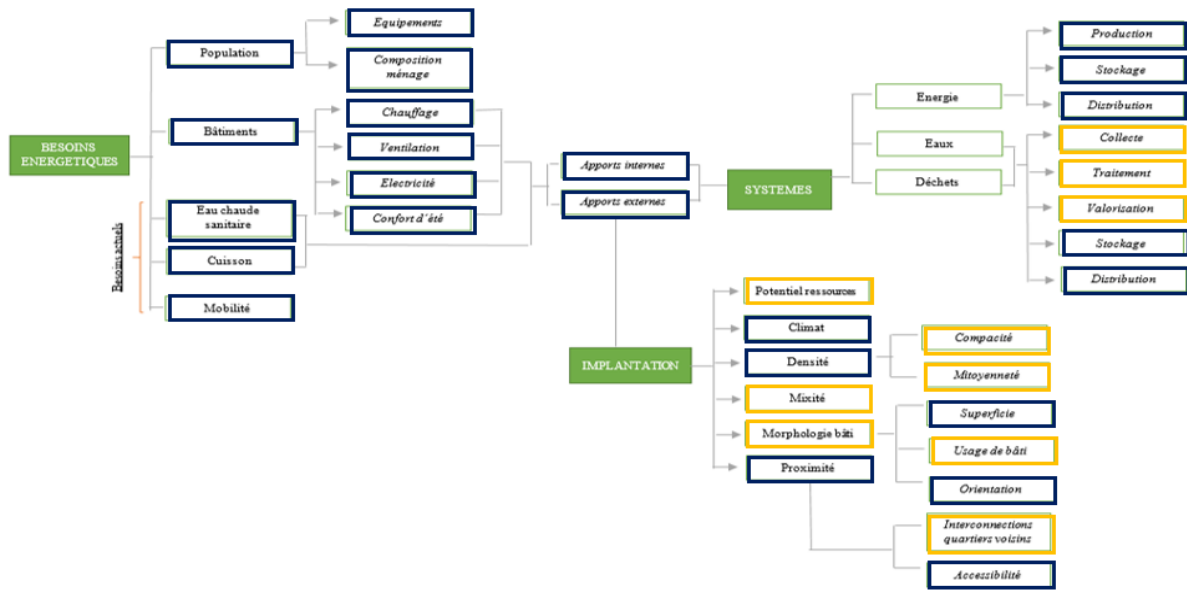 BESOINS
ENERGETIQUES
Population
Equipements
Composition
ménage
Bâtiments
Chauffage
Ventilation
Electricité
Confort d´été
Besoins actuels
Eau chaude
sanitaire
Cuisson
Mobilité
Apports internes
Apports externes
SYSTEMES
Energie
Production
Stockage
Distribution
Eaux
Déchets
Collecte
Traitement
Valorisation
Stockage
Distribution
IMPLANTATION
Potentiel ressources
Climat
Densité
Compacité
Mitoyenneté
Mixité
Morphologie bâti
Superficie
Usage de bâti
Orientation
Proximité
Interconnections
quartiers voisins
Accessibilité